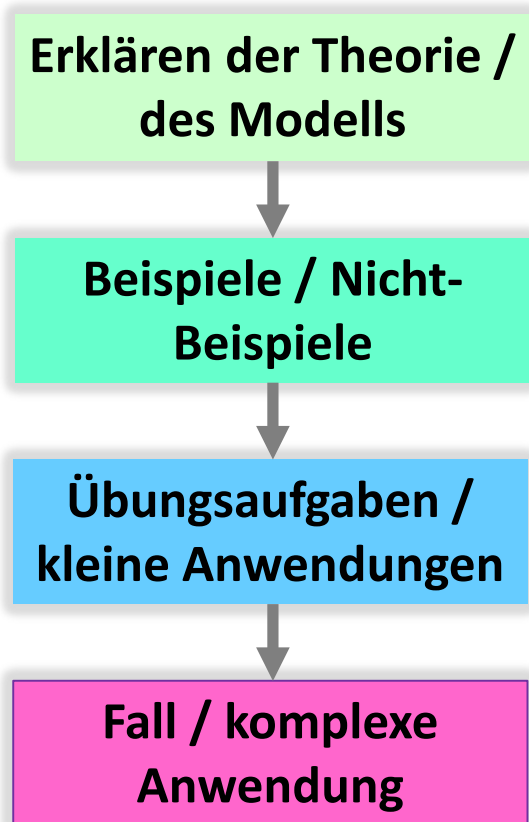 Erklären der Theorie /
des Modells
Beispiele / Nicht-
Beispiele
Übungsaufgaben /
kleine Anwendungen
Fall / komplexe
Anwendung